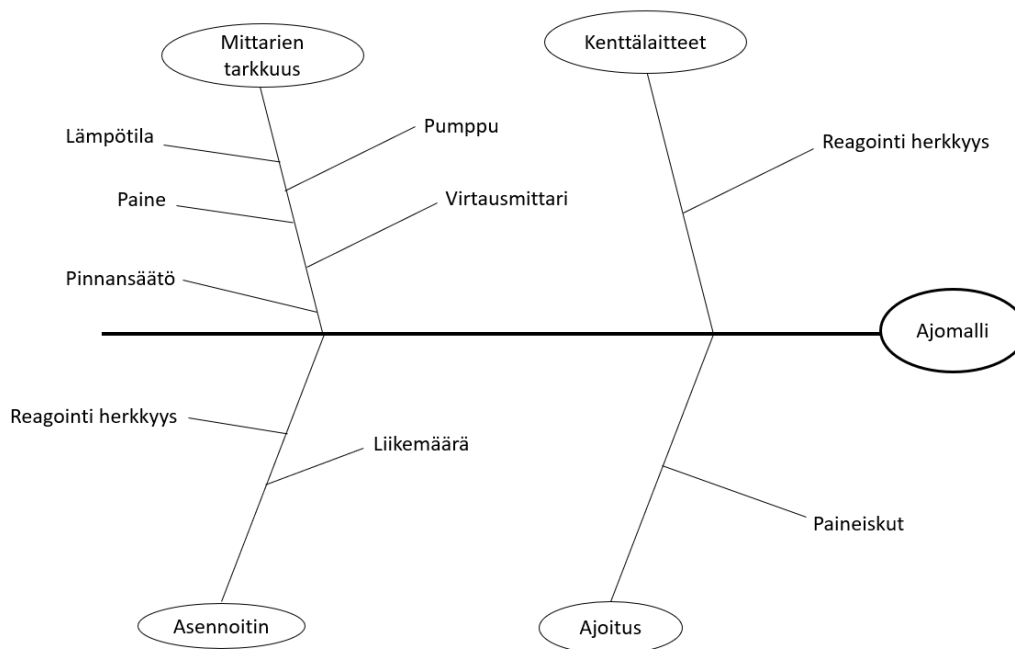 Mittarien
tarkkuus
Kenttälaitteet
Lämpötila
Pumppu
Reagointi herkkyys
Paine
Virtausmittari
Pinnansäätö
Ajomalli
Reagointi herkkyys
Liikemäärä
Paineiskut
Asennoitin
Ajoitus